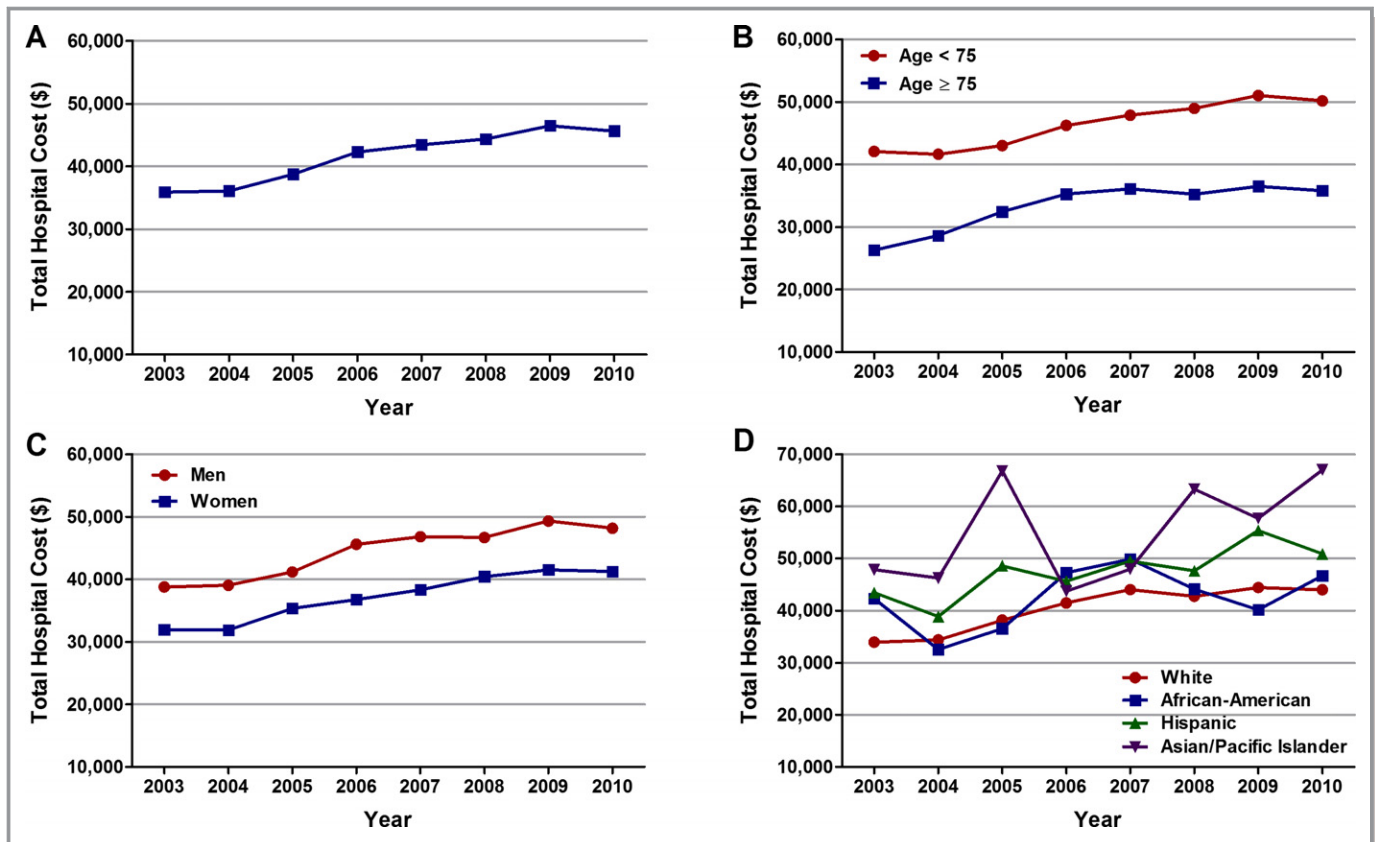 A
Total Hospital Cost ($)
60,000
50,000
40,000
30,000
20,000
10,000
2003 2004 2005 2006 2007 2008 2009 2010
Year
B
Total Hospital Cost ($)
60,000
50,000
40,000
30,000
20,000
10,000
Age < 75
Age ≥ 75
2003 2004 2005 2006 2007 2008 2009 2010
Year
C
Total Hospital Cost ($)
60,000
50,000
40,000
30,000
20,000
10,000
Men
Women
2003 2004 2005 2006 2007 2008 2009 2010
Year
D
Total Hospital Cost ($)
70,000
60,000
50,000
40,000
30,000
20,000
10,000
White
African-American
Hispanic
Asian/Pacific Islander
2003 2004 2005 2006 2007 2008 2009 2010
Year